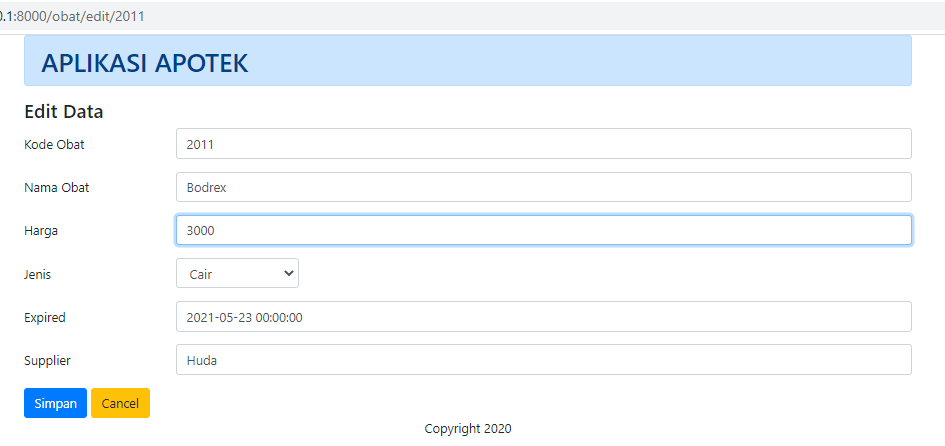 0.1:8000/obat/edit/2011
APLIKASI APOTEK
Edit Data
Kode Obat 2011
Nama Obat Bodrex
Harga 3000
Jenis Cair
Expired 2021-05-23 00:00:00
Supplier Huda
Simpan Cancel
Copyright 2020